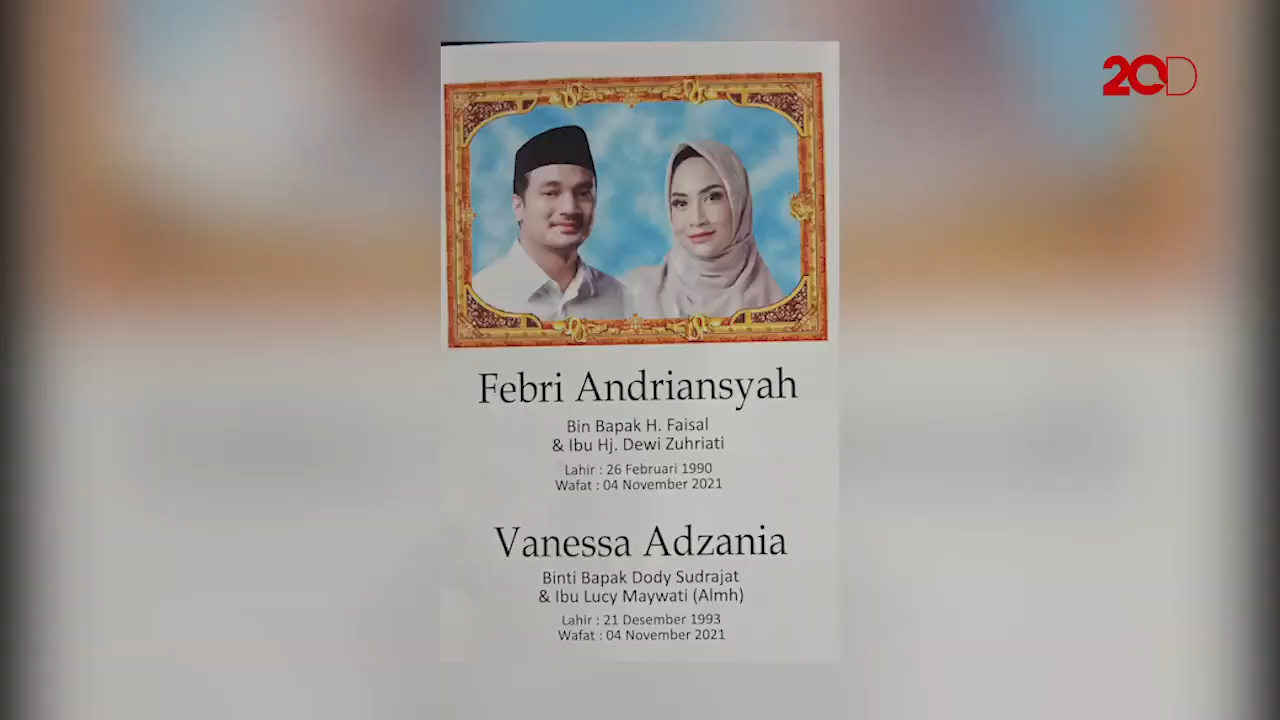 20D
Febri Andriansyah
Bin Bapak H. Faisal
& Ibu Hj. Dewi Zuhriati
Lahir : 26 Februari 1990
Wafat : 04 November 2021
Vanessa Adzania
Binti Bapak Dody Sudrajat
& Ibu Lucy Maywati (Almh)
Lahir : 21 Desember 1993
Wafat : 04 November 2021